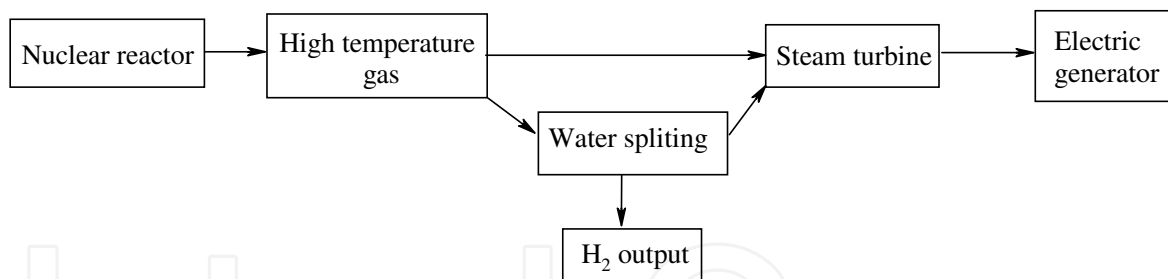 Nuclear reactor
High temperature
gas
Steam turbine
Electric
generator
Water spliting
H₂ output